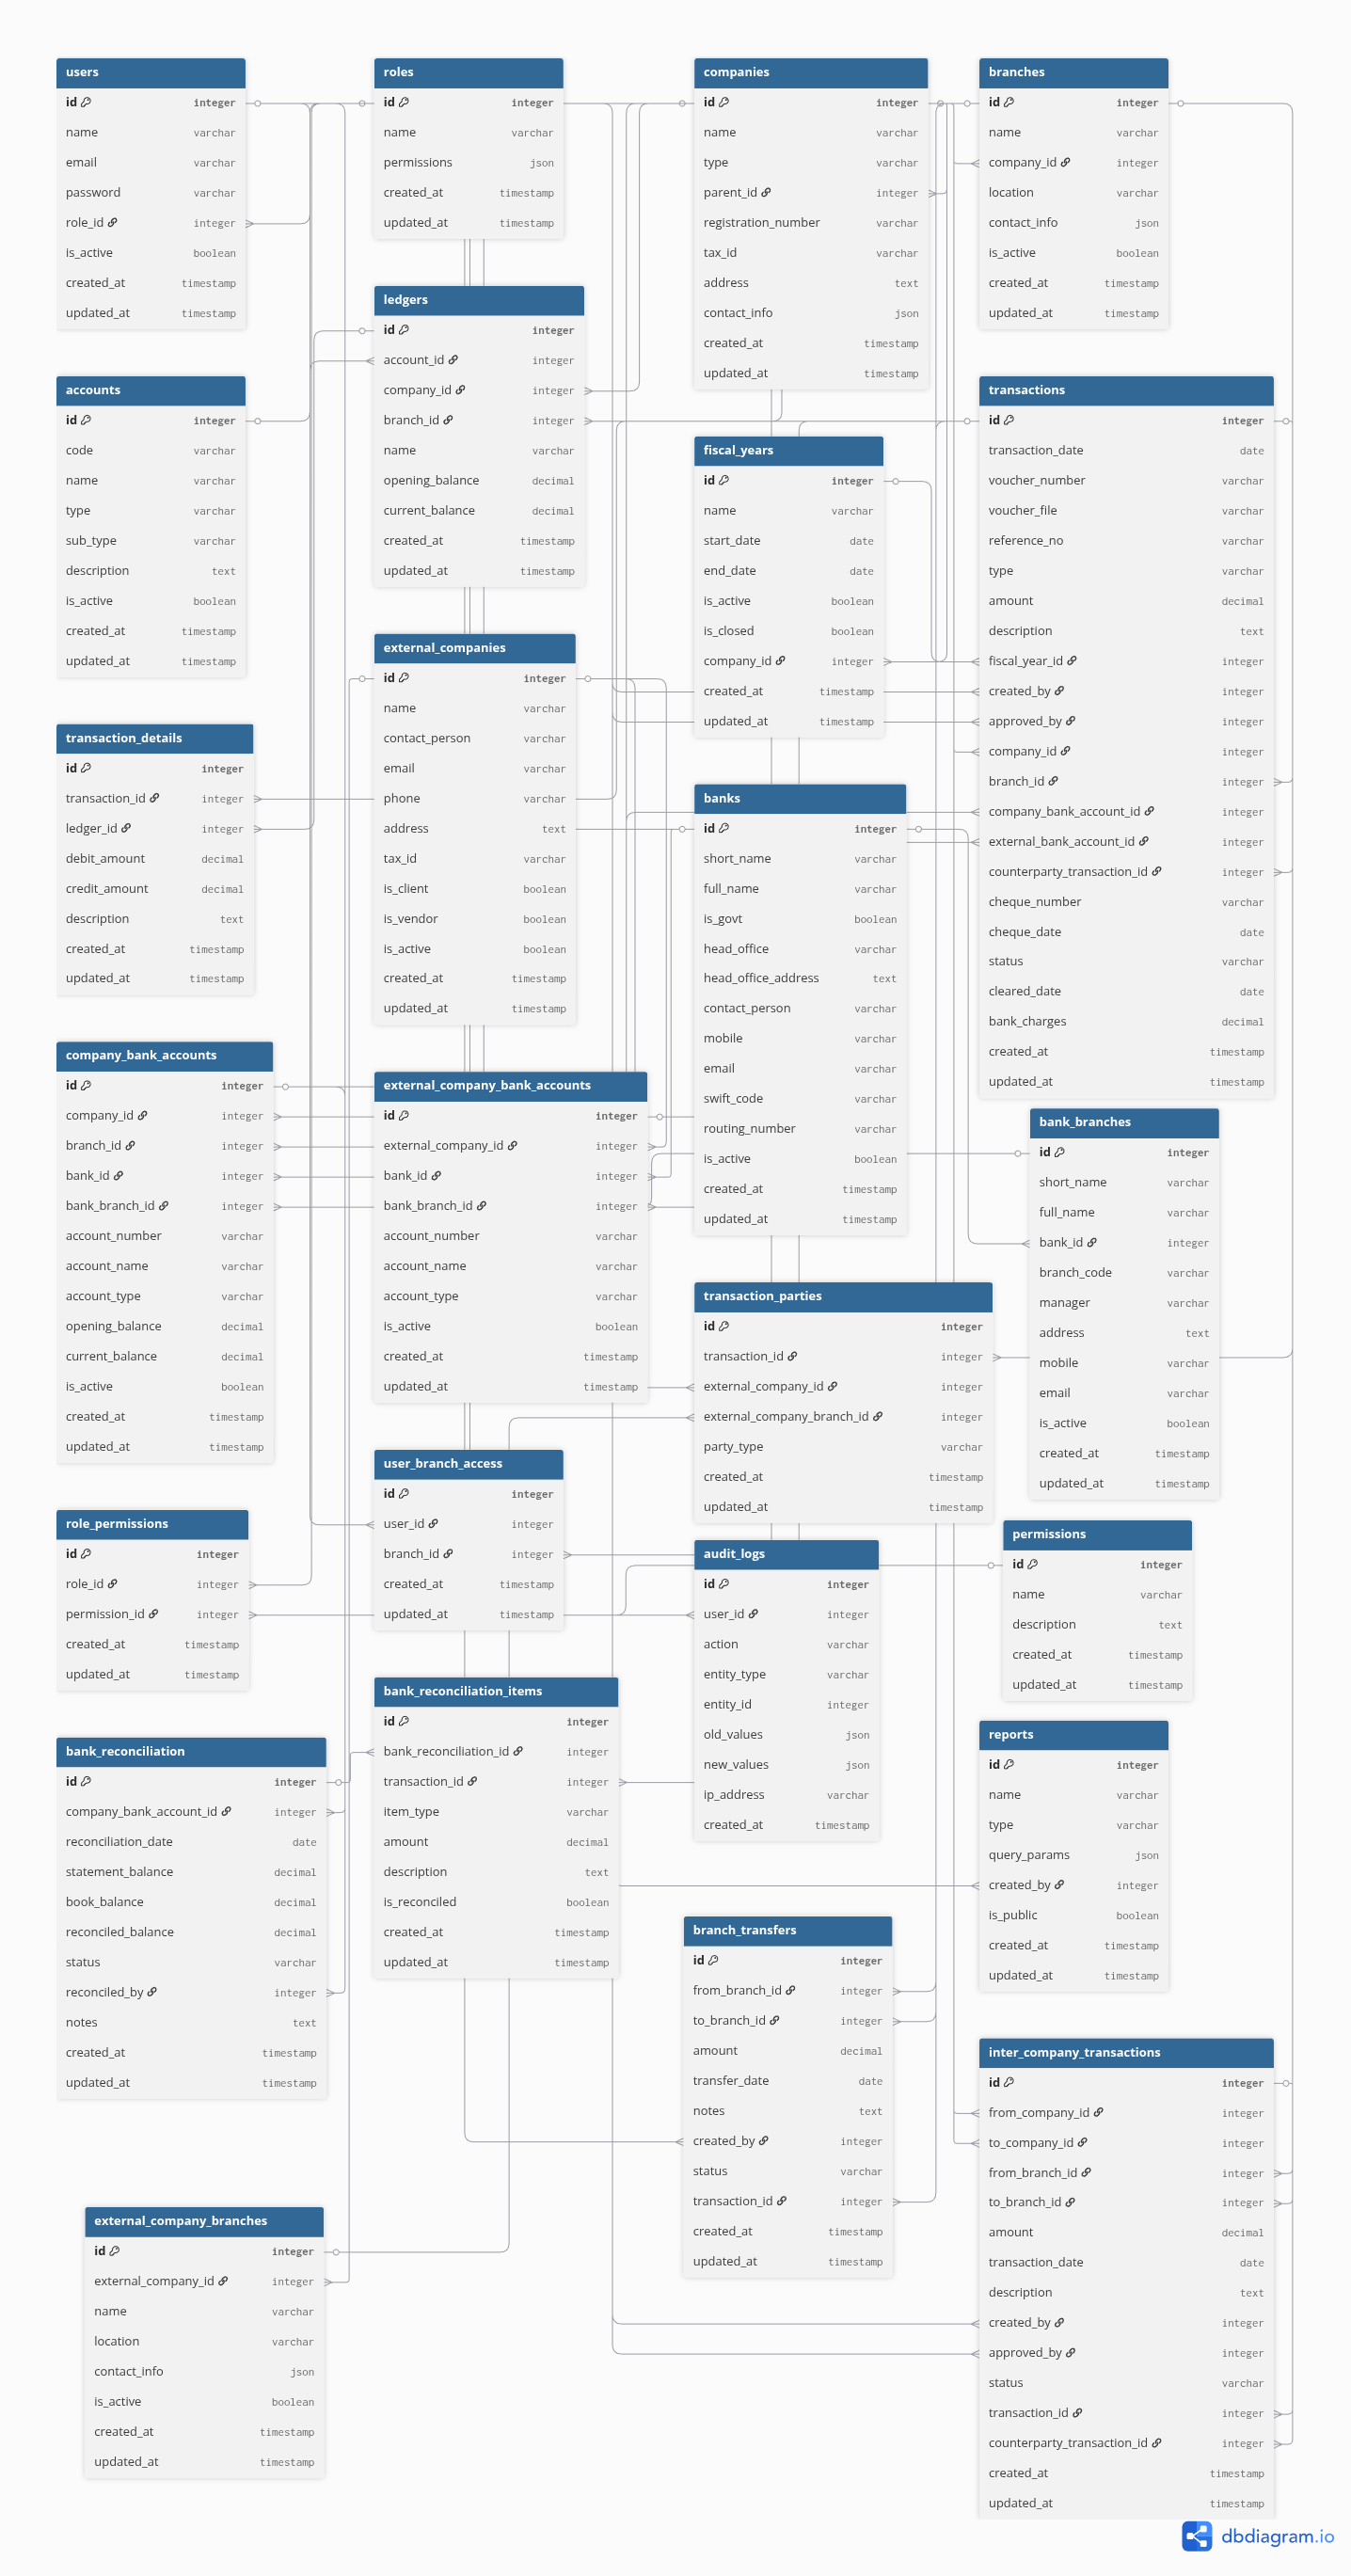 users
id integer
name varchar
email varchar
password varchar
role_id integer
is_active boolean
created_at timestamp
updated_at timestamp
roles
id integer
name varchar
permissions json
created_at timestamp
updated_at timestamp
companies
id integer
name varchar
type varchar
parent_id integer
registration_number varchar
tax_id varchar
address text
contact_info json
created_at timestamp
updated_at timestamp
branches
id integer
name varchar
company_id integer
location varchar
contact_info json
is_active boolean
created_at timestamp
updated_at timestamp
ledgers
id integer
account_id integer
company_id integer
branch_id integer
name varchar
opening_balance decimal
current_balance decimal
created_at timestamp
updated_at timestamp
accounts
id integer
code varchar
name varchar
type varchar
sub_type varchar
description text
is_active boolean
created_at timestamp
updated_at timestamp
fiscal_years
id integer
name varchar
start_date date
end_date date
is_active boolean
is_closed boolean
company_id integer
created_at timestamp
updated_at timestamp
transactions
id integer
transaction_date date
voucher_number varchar
voucher_file varchar
reference_no varchar
type varchar
amount decimal
description text
fiscal_year_id integer
created_by integer
approved_by integer
company_id integer
branch_id integer
company_bank_account_id integer
external_bank_account_id integer
counterparty_transaction_id integer
cheque_number varchar
cheque_date date
status varchar
cleared_date date
bank_charges decimal
created_at timestamp
updated_at timestamp
external_companies
id integer
name varchar
contact_person varchar
email varchar
phone varchar
address text
tax_id varchar
is_client boolean
is_vendor boolean
is_active boolean
created_at timestamp
updated_at timestamp
transaction_details
id integer
transaction_id integer
ledger_id integer
debit_amount decimal
credit_amount decimal
description text
created_at timestamp
updated_at timestamp
banks
id integer
short_name varchar
full_name varchar
is_govt boolean
head_office varchar
head_office_address text
contact_person varchar
mobile varchar
email varchar
swift_code varchar
routing_number varchar
is_active boolean
created_at timestamp
updated_at timestamp
company_bank_accounts
id integer
company_id integer
branch_id integer
bank_id integer
bank_branch_id integer
account_number varchar
account_name varchar
account_type varchar
opening_balance decimal
current_balance decimal
is_active boolean
created_at timestamp
updated_at timestamp
external_company_bank_accounts
id integer
external_company_id integer
bank_id integer
bank_branch_id integer
account_number varchar
account_name varchar
account_type varchar
is_active boolean
created_at timestamp
updated_at timestamp
bank_branches
id integer
short_name varchar
full_name varchar
bank_id integer
branch_code varchar
manager varchar
address text
mobile varchar
email varchar
is_active boolean
created_at timestamp
updated_at timestamp
transaction_parties
id integer
transaction_id integer
external_company_id integer
external_company_branch_id integer
party_type varchar
created_at timestamp
updated_at timestamp
user_branch_access
id integer
user_id integer
branch_id integer
created_at timestamp
updated_at timestamp
role_permissions
id integer
role_id integer
permission_id integer
created_at timestamp
updated_at timestamp
audit_logs
id integer
user_id integer
action varchar
entity_type varchar
entity_id integer
old_values json
new_values json
ip_address varchar
created_at timestamp
permissions
id integer
name varchar
description text
created_at timestamp
updated_at timestamp
bank_reconciliation_items
id integer
bank_reconciliation_id integer
transaction_id integer
item_type varchar
amount decimal
description text
is_reconciled boolean
created_at timestamp
updated_at timestamp
bank_reconciliation
id integer
company_bank_account_id integer
reconciliation_date date
statement_balance decimal
book_balance decimal
reconciled_balance decimal
status varchar
reconciled_by integer
notes text
created_at timestamp
updated_at timestamp
reports
id integer
name varchar
type varchar
query_params json
created_by integer
is_public boolean
created_at timestamp
updated_at timestamp
branch_transfers
id integer
from_branch_id integer
to_branch_id integer
amount decimal
transfer_date date
notes text
created_by integer
status varchar
transaction_id integer
created_at timestamp
updated_at timestamp
inter_company_transactions
id integer
from_company_id integer
to_company_id integer
from_branch_id integer
to_branch_id integer
amount decimal
transaction_date date
description text
created_by integer
approved_by integer
status varchar
transaction_id integer
counterparty_transaction_id integer
created_at timestamp
updated_at timestamp
external_company_branches
id integer
external_company_id integer
name varchar
location varchar
contact_info json
is_active boolean
created_at timestamp
updated_at timestamp
dbdiagram.io